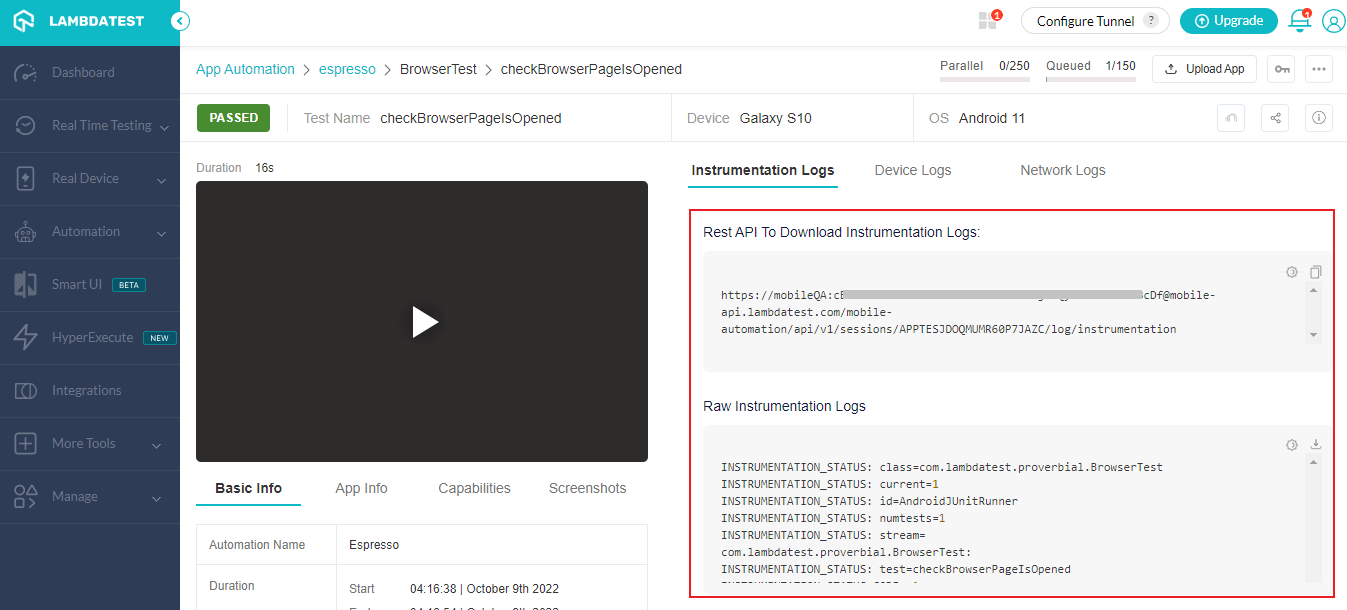 LAMBDATEST
1
Configure Tunnel ?
Upgrade
1
Dashboard
Real Time Testing
Real Device
Automation
Smart UI BETA
HyperExecute NEW
Integrations
More Tools
Manage
App Automation > espresso > BrowserTest > checkBrowserPageIsOpened
Parallel 0/250
Queued 1/150
Upload App
PASSED
Test Name checkBrowserPageIsOpened
Device Galaxy S10
OS Android 11
Duration 16s
Basic Info App Info Capabilities Screenshots
Automation Name Espresso
Duration
Start 04:16:38 | October 9th 2022
Instrumentation Logs Device Logs Network Logs
Rest API To Download Instrumentation Logs:
https://mobileQA:cDf@mobile-
api.lambdatest.com/mobile-
automation/api/v1/sessions/APPTESJDOQMUMR60P7JAZC/log/instrumentation
Raw Instrumentation Logs
INSTRUMENTATION_STATUS: class=com.lambdatest.proverbial.BrowserTest
INSTRUMENTATION_STATUS: current=1
INSTRUMENTATION_STATUS: id=AndroidJUnitRunner
INSTRUMENTATION_STATUS: numtests=1
INSTRUMENTATION_STATUS: stream=
com.lambdatest.proverbial.BrowserTest:
INSTRUMENTATION_STATUS: test=checkBrowserPageIsOpened